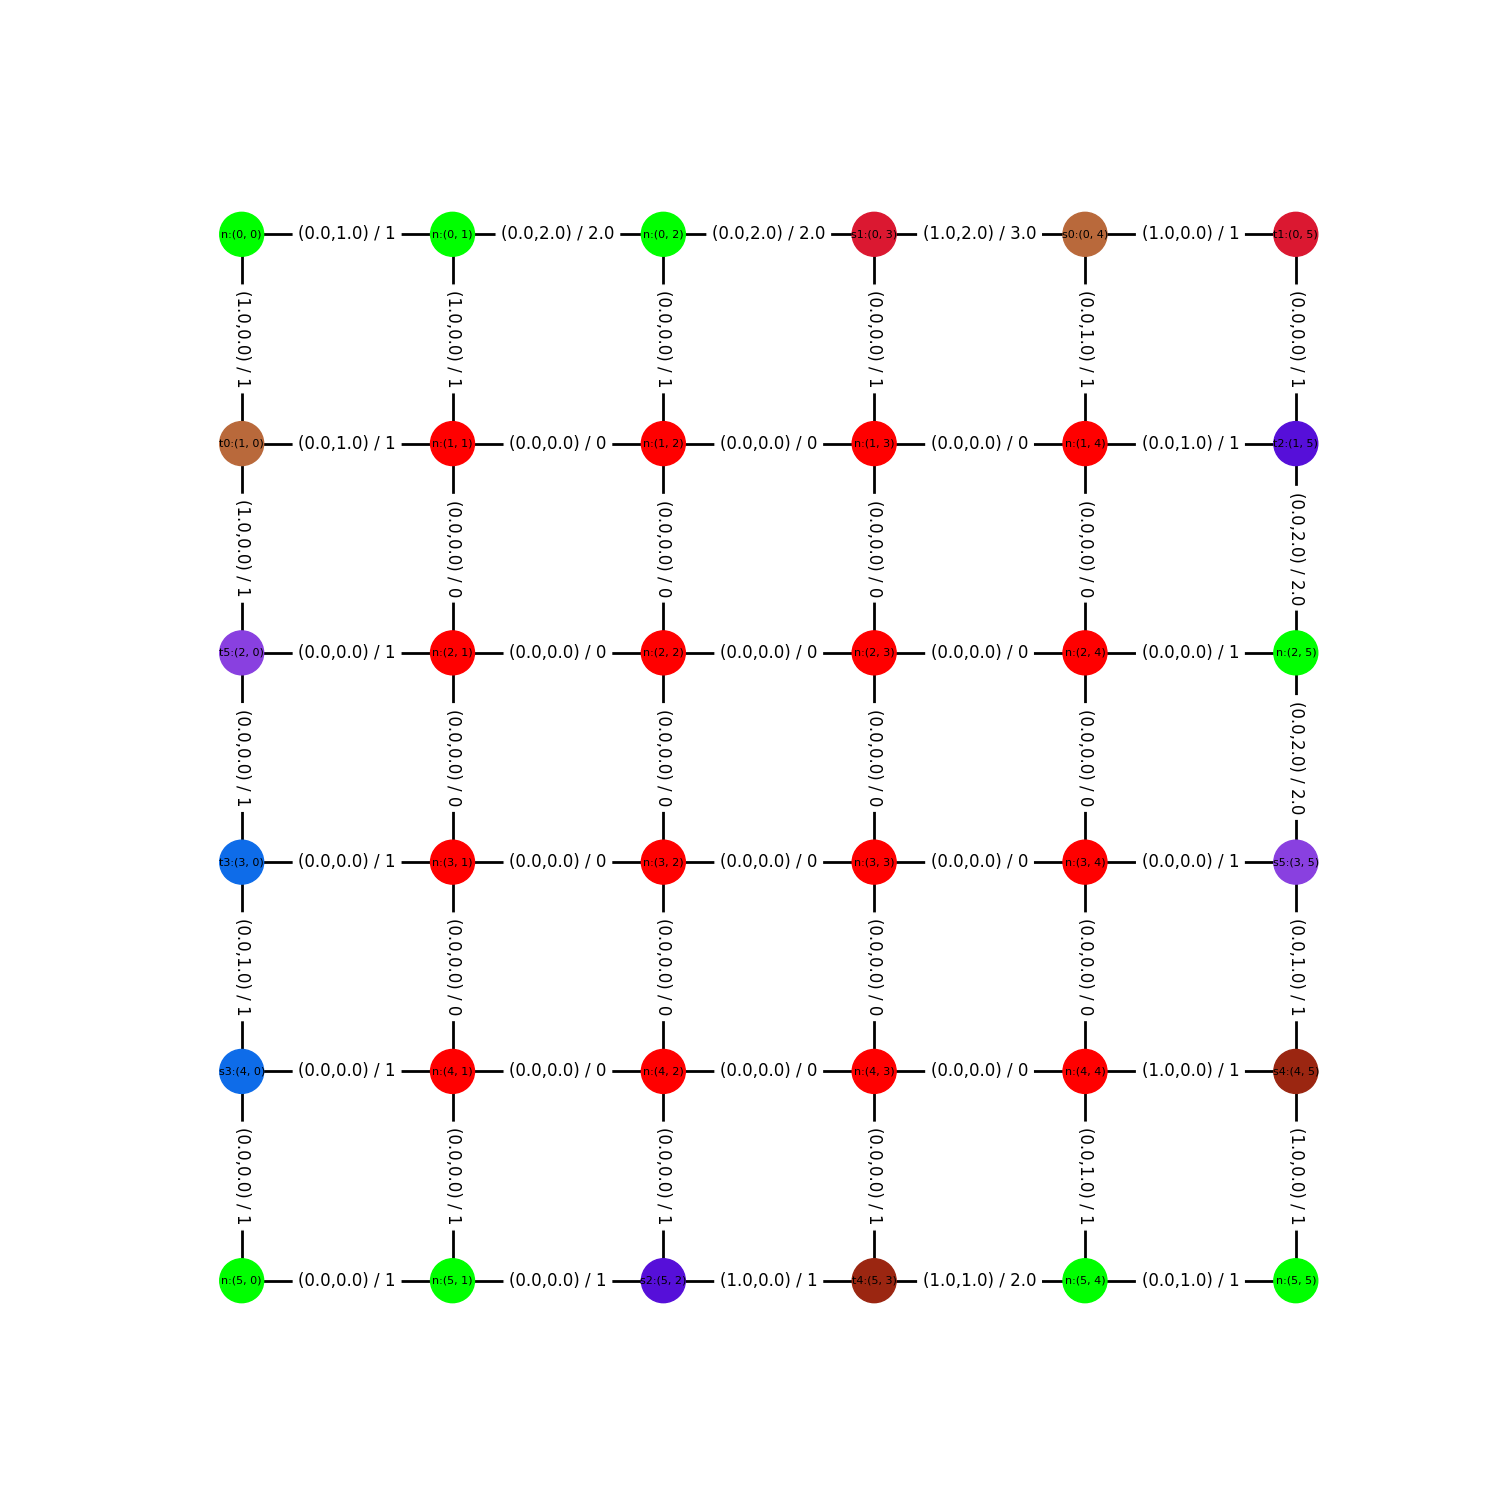 n:(0, 0) (0.0,1.0) / 1 n:(0, 1) (0.0,2.0) / 2.0 n:(0, 2) (0.0,2.0) / 2.0 s1:(0, 3) (1.0,2.0) / 3.0 s0:(0, 4) (1.0,0.0) / 1 t1:(0, 5)
(1.0,0.0) / 1 (1.0,0.0) / 1 (0.0,0.0) / 1 (0.0,0.0) / 1 (0.0,1.0) / 1 (0.0,0.0) / 1
t0:(1, 0) (0.0,1.0) / 1 n:(1, 1) (0.0,0.0) / 0 n:(1, 2) (0.0,0.0) / 0 n:(1, 3) (0.0,0.0) / 0 n:(1, 4) (0.0,1.0) / 1 t2:(1, 5)
(1.0,0.0) / 1 (0.0,0.0) / 0 (0.0,0.0) / 0 (0.0,0.0) / 0 (0.0,0.0) / 0 (0.0,2.0) / 2.0
t5:(2, 0) (0.0,0.0) / 1 n:(2, 1) (0.0,0.0) / 0 n:(2, 2) (0.0,0.0) / 0 n:(2, 3) (0.0,0.0) / 0 n:(2, 4) (0.0,0.0) / 1 n:(2, 5)
(0.0,0.0) / 1 (0.0,0.0) / 0 (0.0,0.0) / 0 (0.0,0.0) / 0 (0.0,0.0) / 0 (0.0,2.0) / 2.0
t3:(3, 0) (0.0,0.0) / 1 n:(3, 1) (0.0,0.0) / 0 n:(3, 2) (0.0,0.0) / 0 n:(3, 3) (0.0,0.0) / 0 n:(3, 4) (0.0,0.0) / 1 s5:(3, 5)
(0.0,1.0) / 1 (0.0,0.0) / 0 (0.0,0.0) / 0 (0.0,0.0) / 0 (0.0,0.0) / 0 (0.0,1.0) / 1
s3:(4, 0) (0.0,0.0) / 1 n:(4, 1) (0.0,0.0) / 0 n:(4, 2) (0.0,0.0) / 0 n:(4, 3) (0.0,0.0) / 0 n:(4, 4) (1.0,0.0) / 1 s4:(4, 5)
(0.0,0.0) / 1 (0.0,0.0) / 1 (0.0,0.0) / 1 (0.0,0.0) / 1 (0.0,1.0) / 1 (1.0,0.0) / 1
n:(5, 0) (0.0,0.0) / 1 n:(5, 1) (0.0,0.0) / 1 s2:(5, 2) (1.0,0.0) / 1 t4:(5, 3) (1.0,1.0) / 2.0 n:(5, 4) (0.0,1.0) / 1 n:(5, 5)